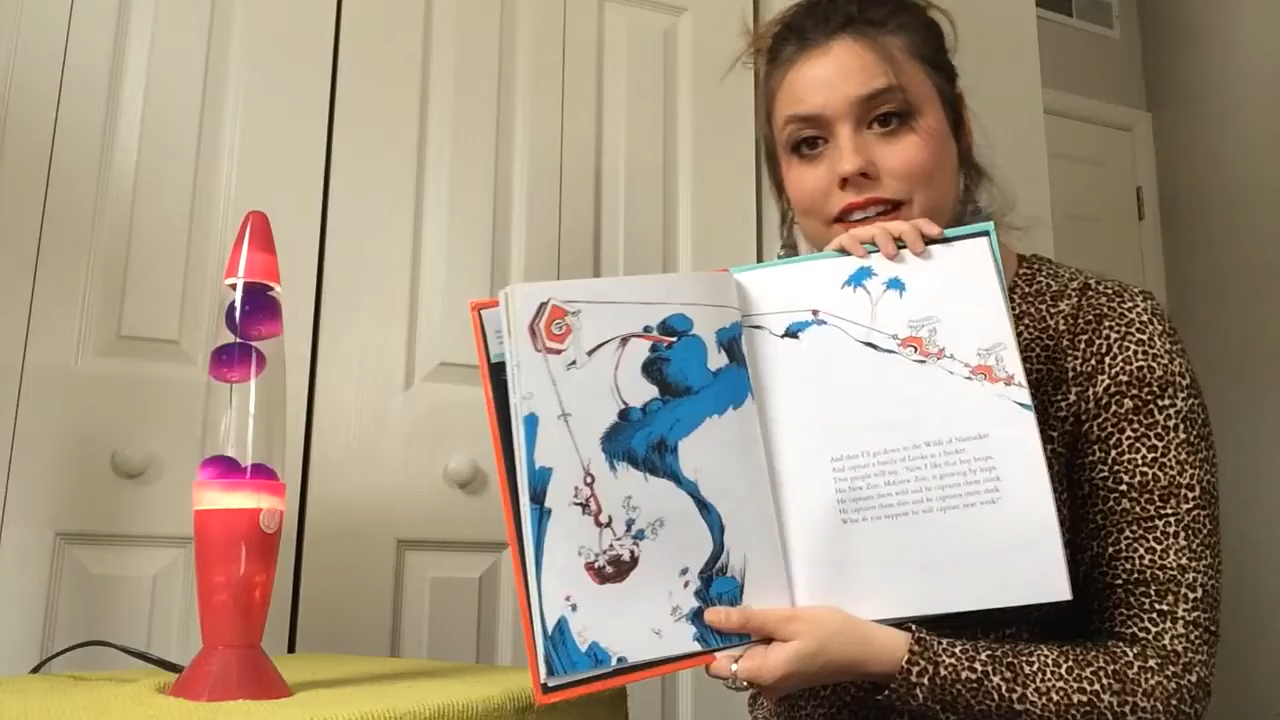 And then I'll go down to the Wilds of Nantucket
And capture a family of Lunks in a bucket.
Then people will say, "Now I like that boy heaps.
His New Zoo, McGrew Zoo, is growing by leaps.
He captures them wild and he captures them meek,
He captures them slim and he captures them sleek.
What do you suppose he will capture next week?"